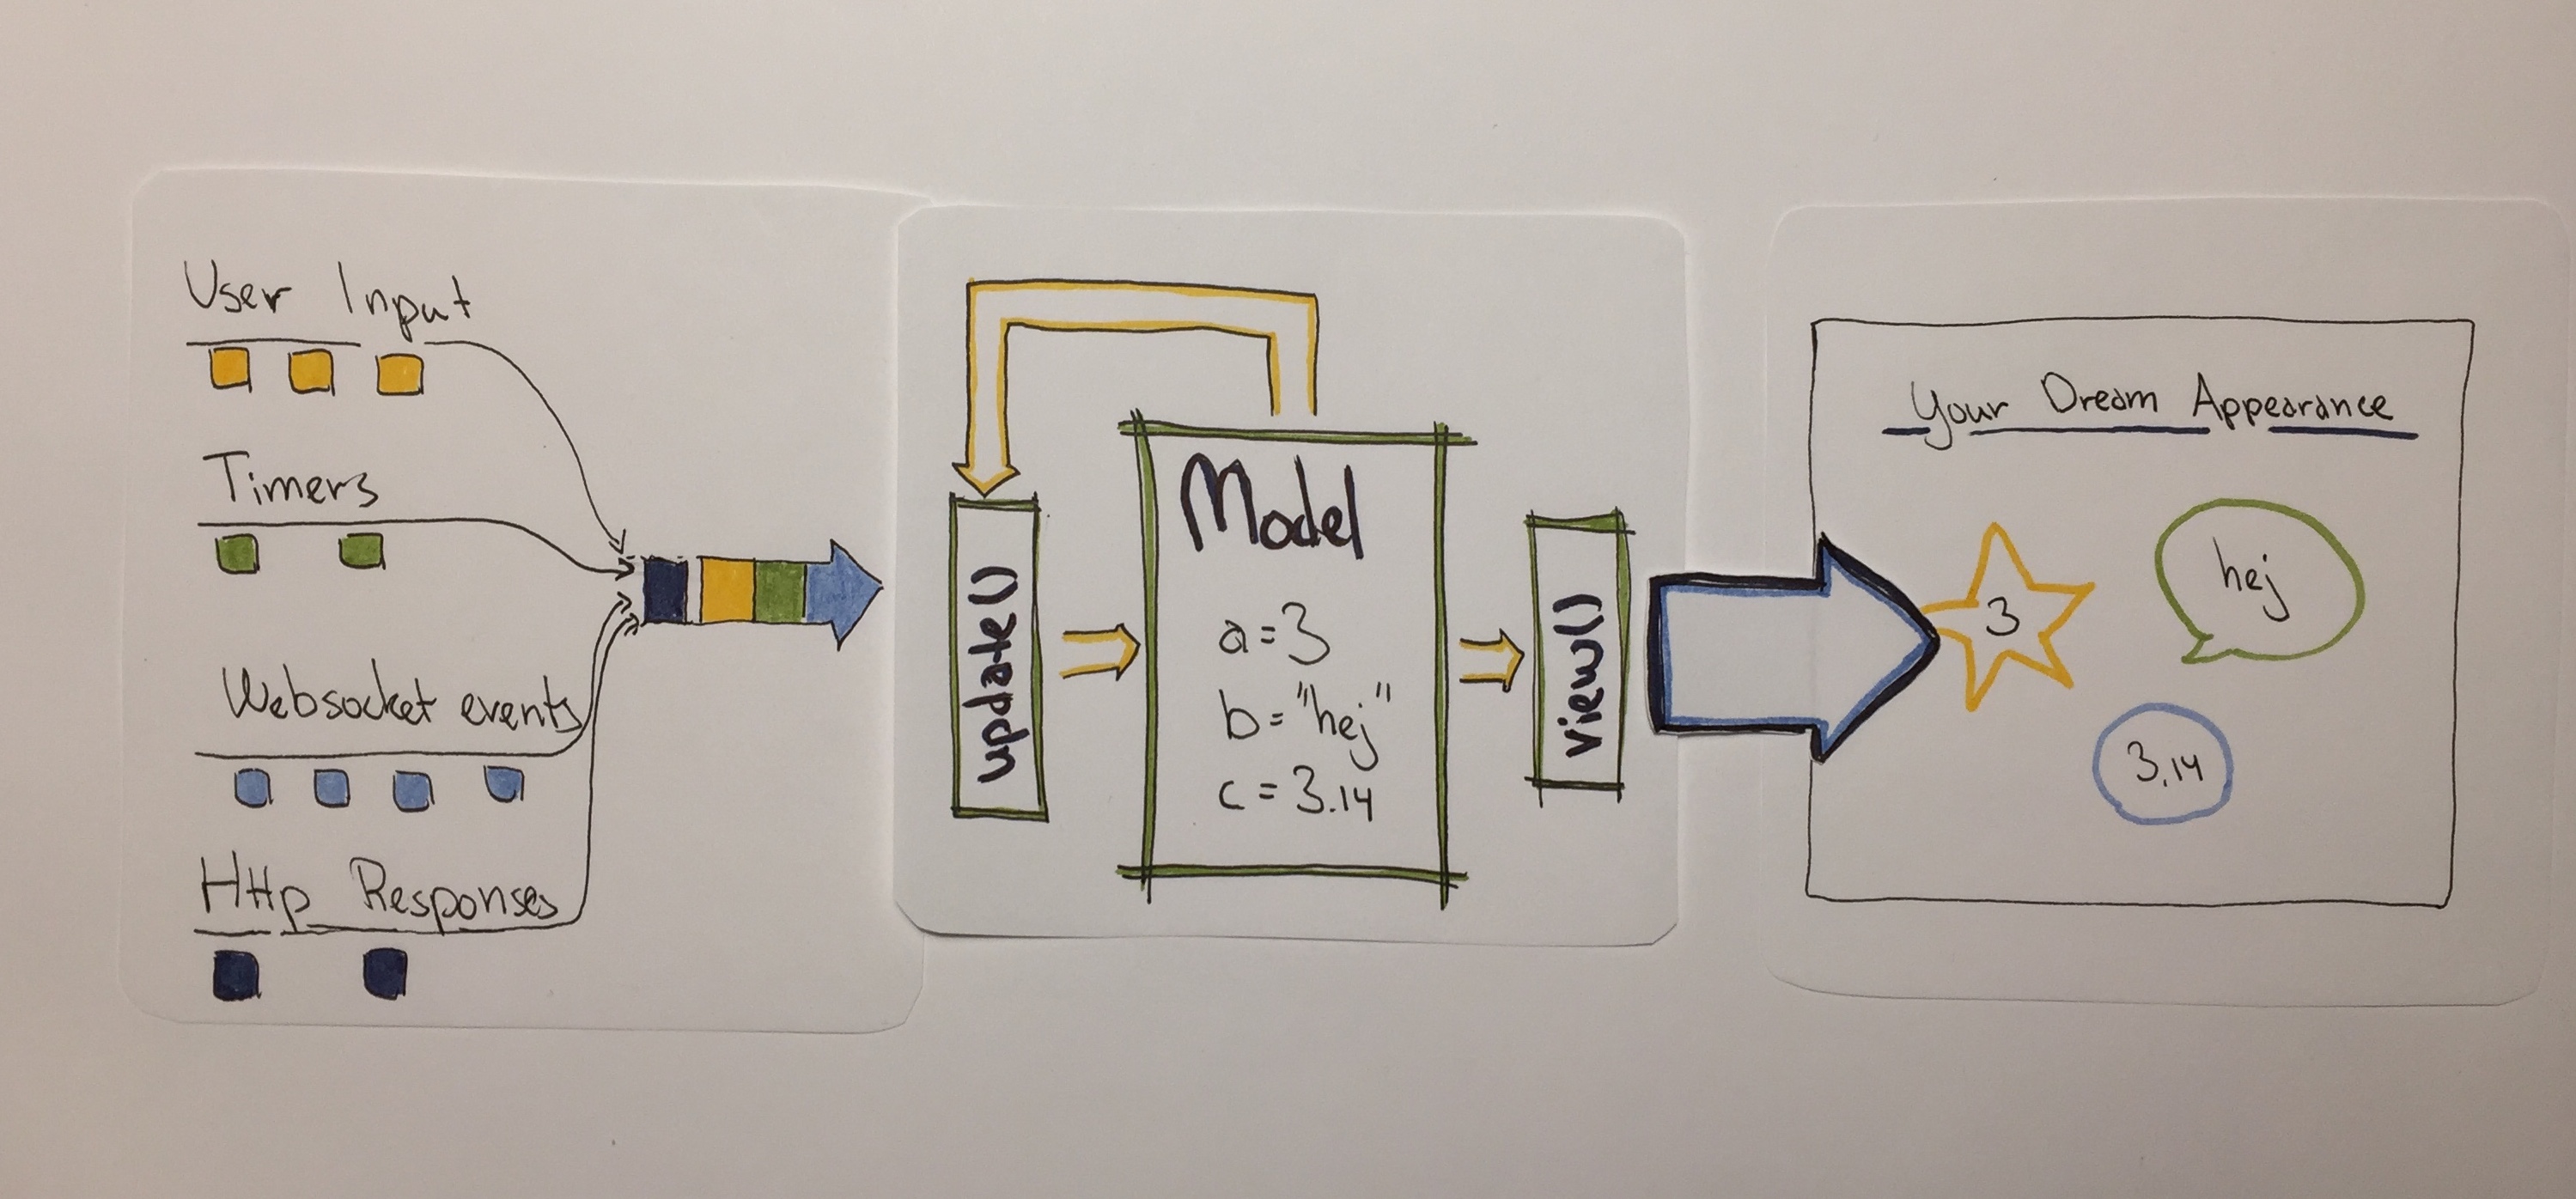 User Input
Timers
Websocket events
Http Responses
update()
Model
a = 3
b = "hej"
c = 3.14
view()
Your Dream Appearance
3
hej
3,14